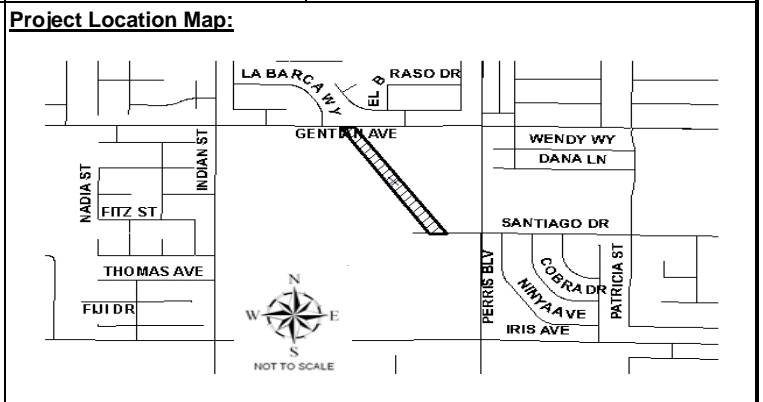 Project Location Map:
LA BARCA WY
EL B RASO DR
GENTIAN AVE
INDIAN ST
WENDY WY
DANA LN
NADIA ST
FITZ ST
SANTIAGO DR
THOMAS AVE
PERRIS BLV
COBRA DR
NINYA AVE
PATRICIA ST
FIJI DR
IRIS AVE
N
W E
S
NOT TO SCALE